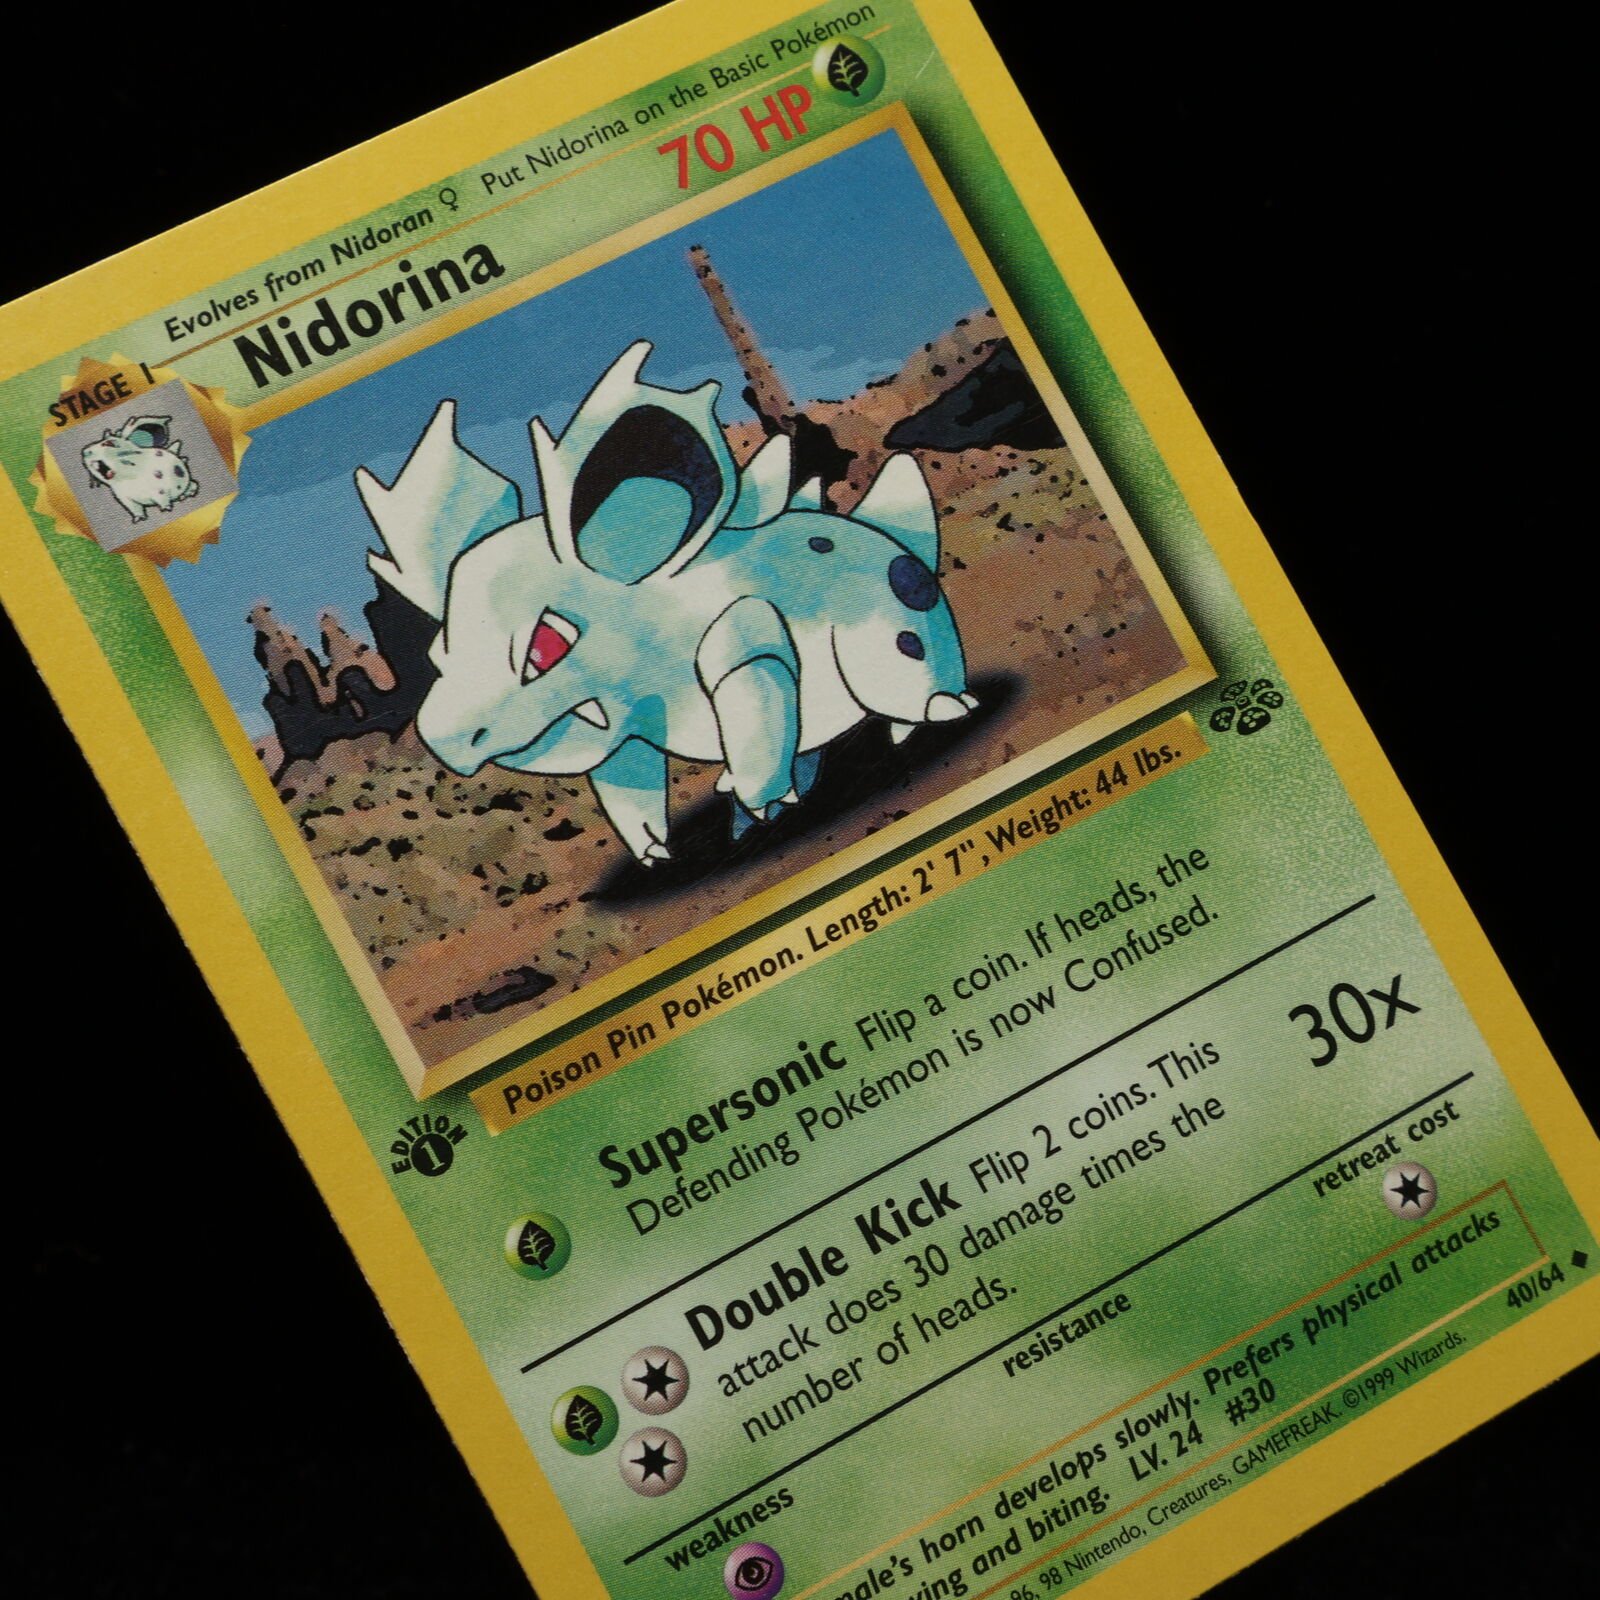 Evolves from Nidoran ♀ Put Nidorina on the Basic Pokémon
STAGE 1
Nidorina
70 HP
Poison Pin Pokémon. Length: 2' 7", Weight: 44 lbs.
EDITION
1
Supersonic Flip a coin. If heads, the
Defending Pokémon is now Confused.
Double Kick Flip 2 coins. This
attack does 30 damage times the
number of heads.
30x
weakness
resistance
retreat cost
horn develops slowly. Prefers physical attacks
and biting. LV. 24 #30
98 Nintendo, Creatures, GAMEFREAK. ©1999 Wizards.
40/64 ◆